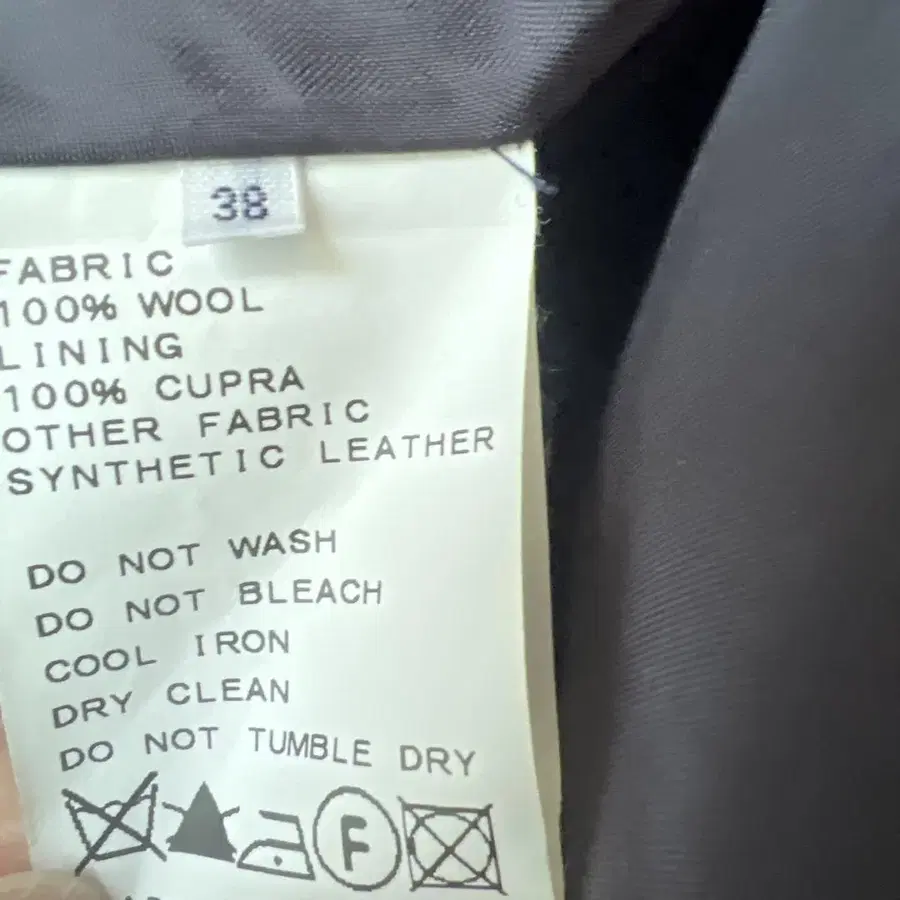 38
FABRIC
100% WOOL
LINING
100% CUPRA
OTHER FABRIC
SYNTHETIC LEATHER
DO NOT WASH
DO NOT BLEACH
COOL IRON
DRY CLEAN
DO NOT TUMBLE DRY
F